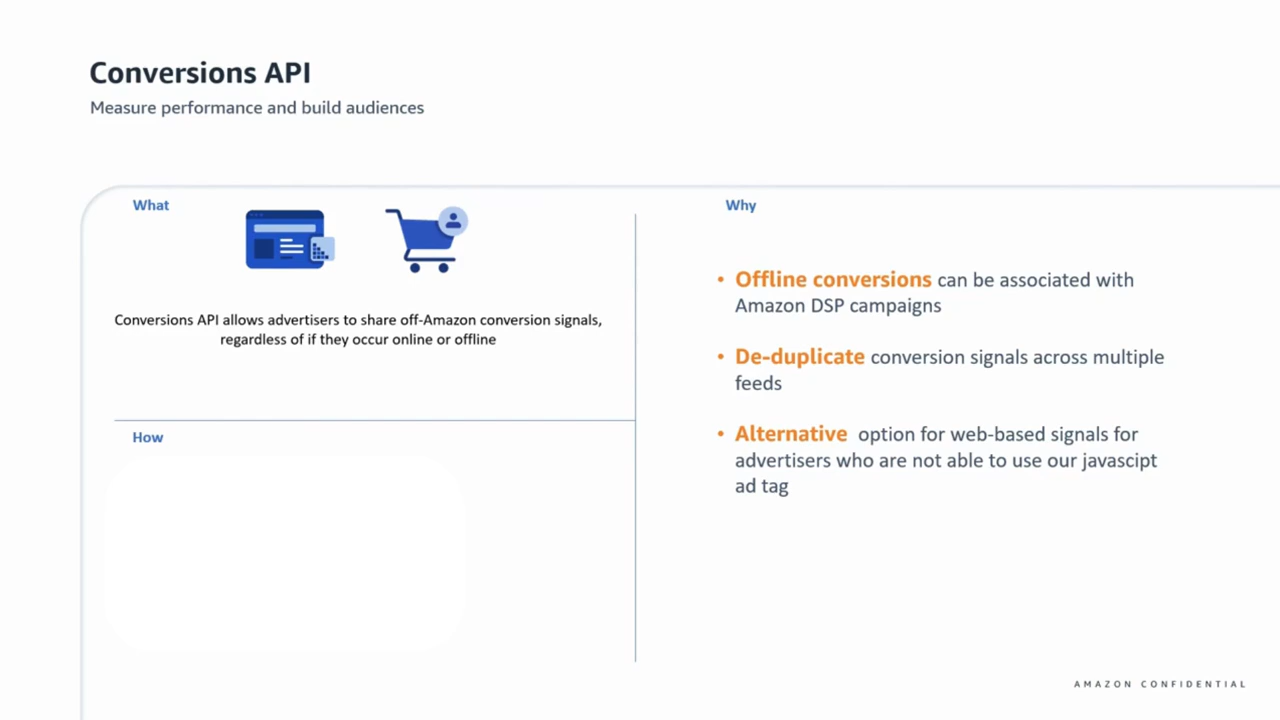 Conversions API
Measure performance and build audiences
What
Conversions API allows advertisers to share off-Amazon conversion signals,
regardless of if they occur online or offline
How
Why
• Offline conversions can be associated with
Amazon DSP campaigns
• De-duplicate conversion signals across multiple
feeds
• Alternative option for web-based signals for
advertisers who are not able to use our javascipt
ad tag
AMAZON CONFIDENTIAL